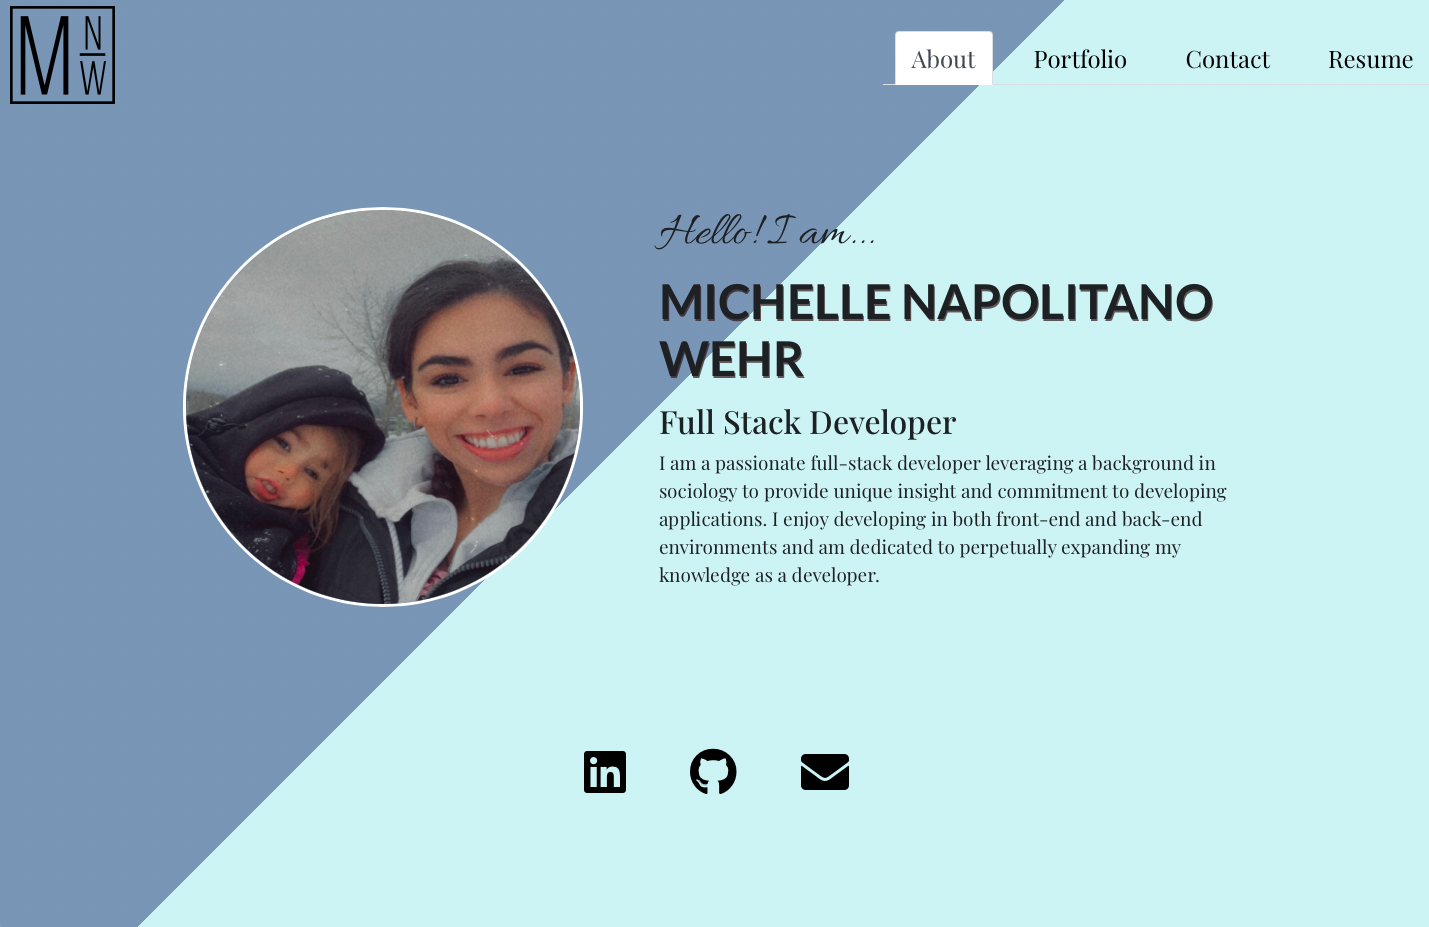 M
N
W
About Portfolio Contact Resume
Hello! I am...
MICHELLE NAPOLITANO
WEHR
Full Stack Developer
I am a passionate full-stack developer leveraging a background in
sociology to provide unique insight and commitment to developing
applications. I enjoy developing in both front-end and back-end
environments and am dedicated to perpetually expanding my
knowledge as a developer.
in